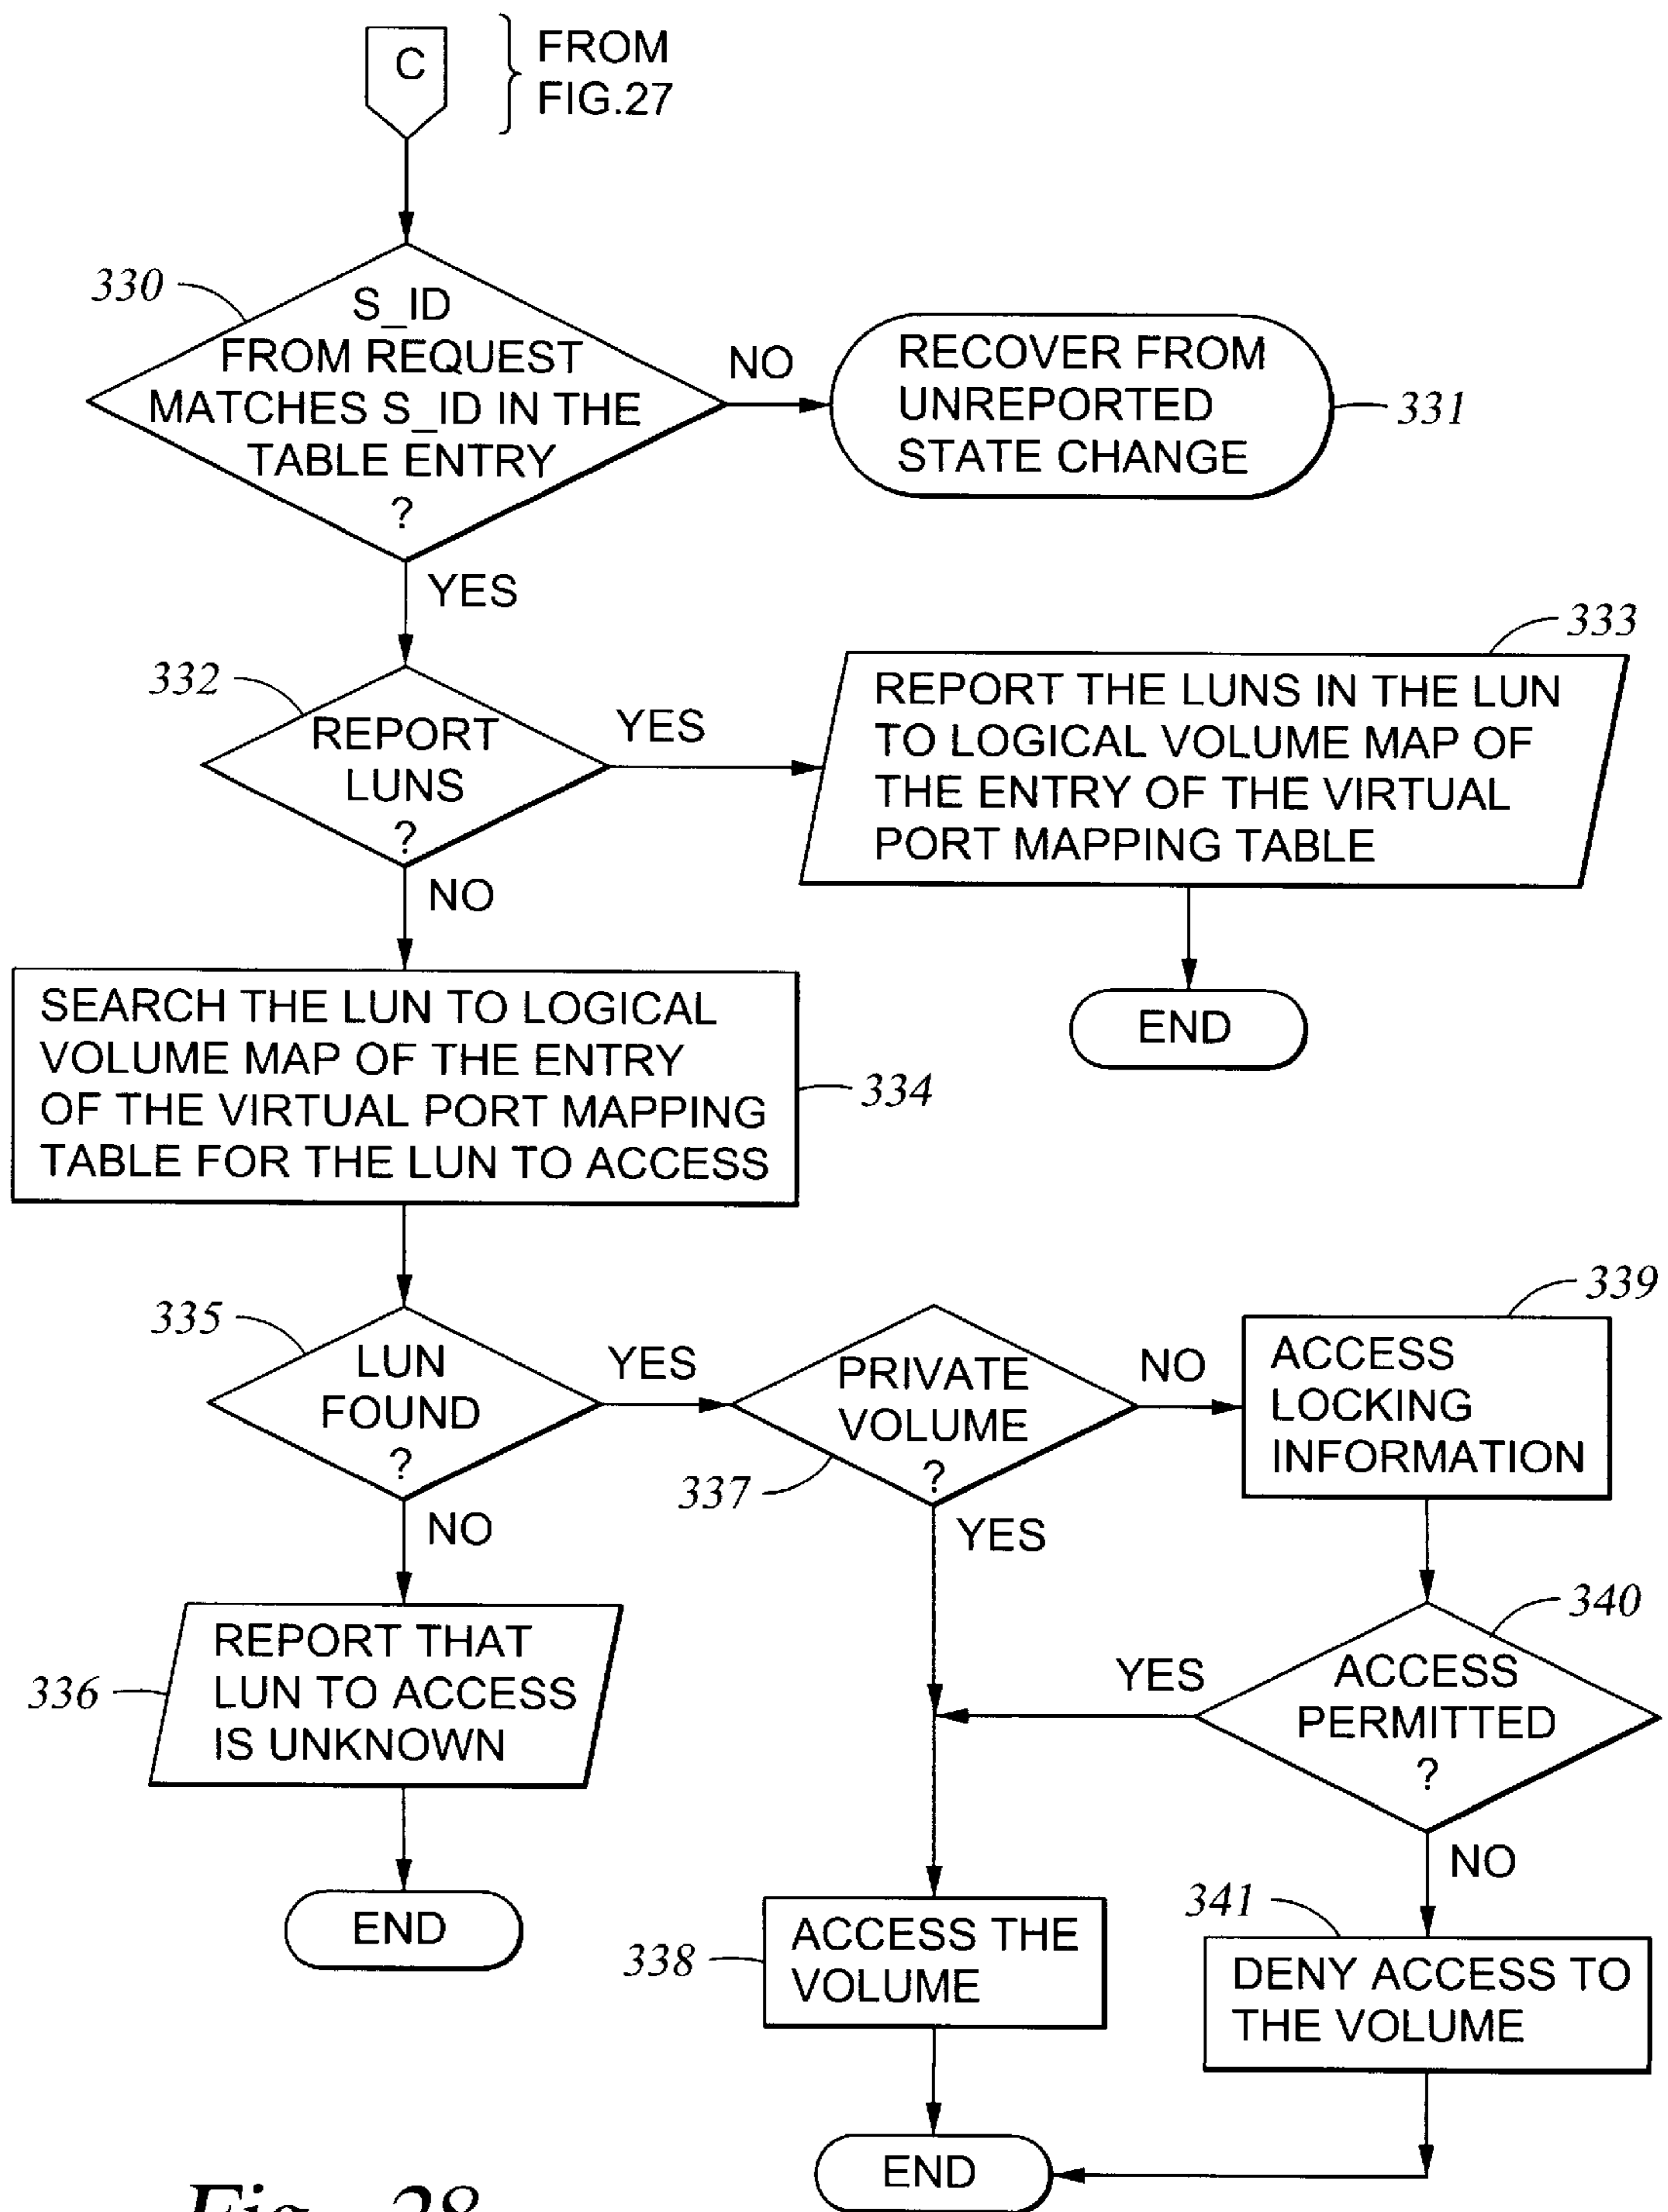 C
FROM
FIG.27
330
S_ID
FROM REQUEST
MATCHES S_ID IN THE
TABLE ENTRY
?
NO
RECOVER FROM
UNREPORTED
STATE CHANGE
331
YES
332
REPORT
LUNS
?
YES
333
REPORT THE LUNS IN THE LUN
TO LOGICAL VOLUME MAP OF
THE ENTRY OF THE VIRTUAL
PORT MAPPING TABLE
END
NO
SEARCH THE LUN TO LOGICAL
VOLUME MAP OF THE ENTRY
OF THE VIRTUAL PORT MAPPING
TABLE FOR THE LUN TO ACCESS
334
335
LUN
FOUND
?
YES
PRIVATE
VOLUME
?
337
NO
339
ACCESS
LOCKING
INFORMATION
NO
YES
336
REPORT THAT
LUN TO ACCESS
IS UNKNOWN
END
340
ACCESS
PERMITTED
?
YES
NO
338
ACCESS THE
VOLUME
341
DENY ACCESS TO
THE VOLUME
END
Fig. 28